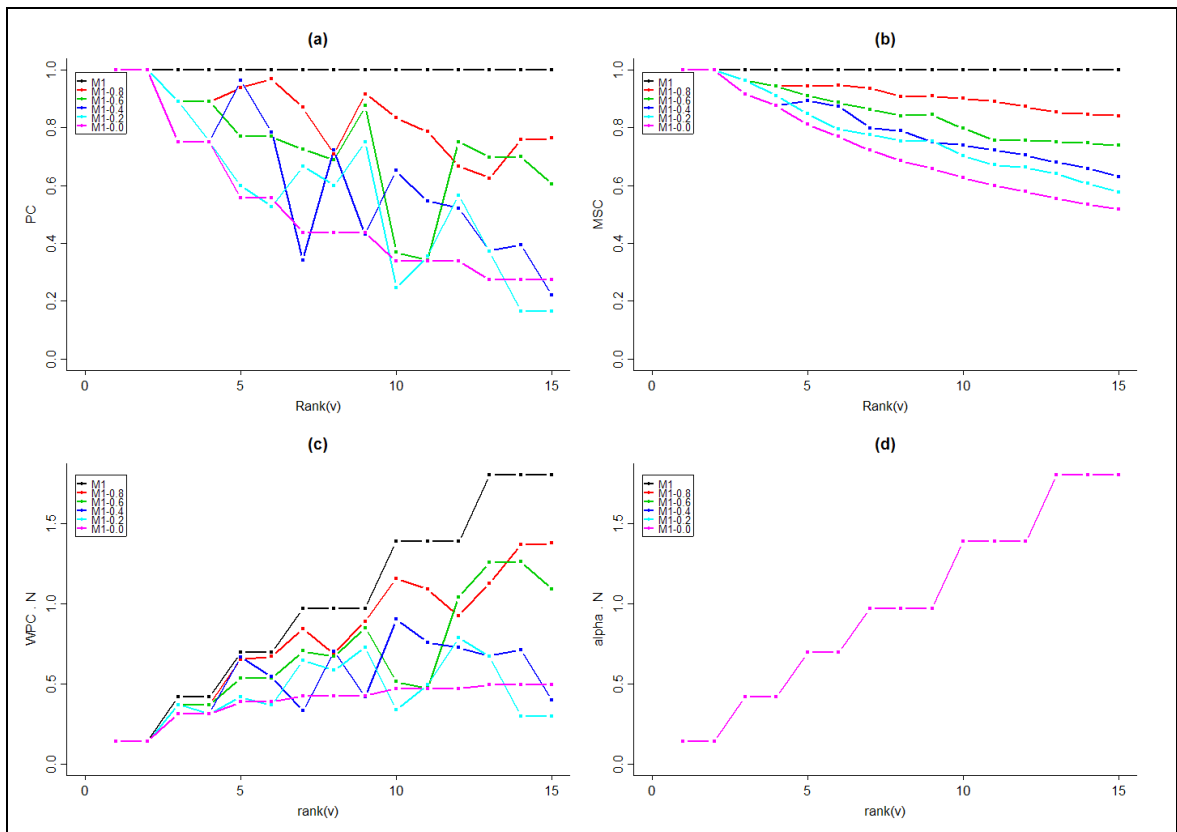 (a)
1.0
0.8
0.6
0.4
0.2
0.0
PC
M1
M1-0.8
M1-0.6
M1-0.4
M1-0.2
M1-0.0
0
5
10
15
Rank(v)
(b)
1.0
0.8
0.6
0.4
0.2
0.0
MSC
M1
M1-0.8
M1-0.6
M1-0.4
M1-0.2
M1-0.0
0
5
10
15
Rank(v)
(c)
1.5
1.0
0.5
0.0
WPC . N
M1
M1-0.8
M1-0.6
M1-0.4
M1-0.2
M1-0.0
0
5
10
15
rank(v)
(d)
1.5
1.0
0.5
0.0
alpha . N
M1
M1-0.8
M1-0.6
M1-0.4
M1-0.2
M1-0.0
0
5
10
15
rank(v)